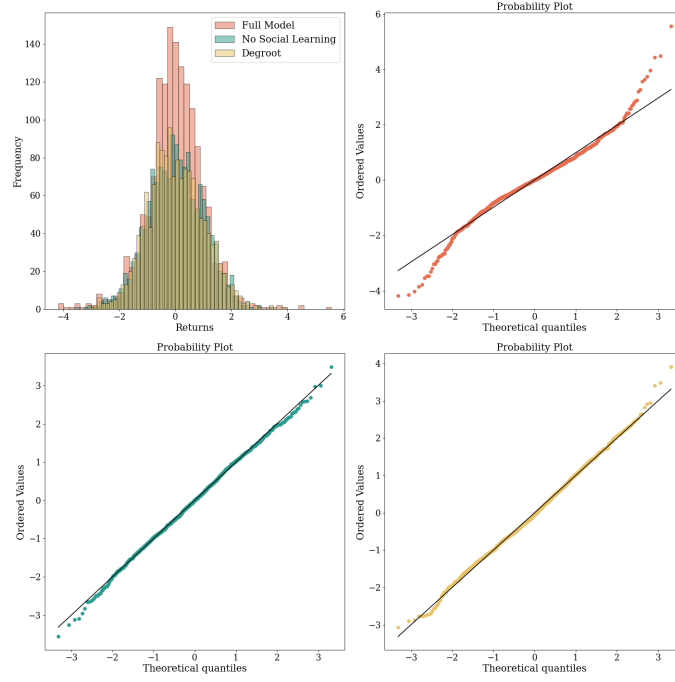 Full Model
No Social Learning
Degroot
Frequency
140
120
100
80
60
40
20
0
−4 −2 0 2 4 6
Returns
Probability Plot
Ordered Values
6
4
2
0
−2
−4
−3 −2 −1 0 1 2 3
Theoretical quantiles
Probability Plot
Ordered Values
3
2
1
0
−1
−2
−3
−3 −2 −1 0 1 2 3
Theoretical quantiles
Probability Plot
Ordered Values
4
3
2
1
0
−1
−2
−3
−3 −2 −1 0 1 2 3
Theoretical quantiles